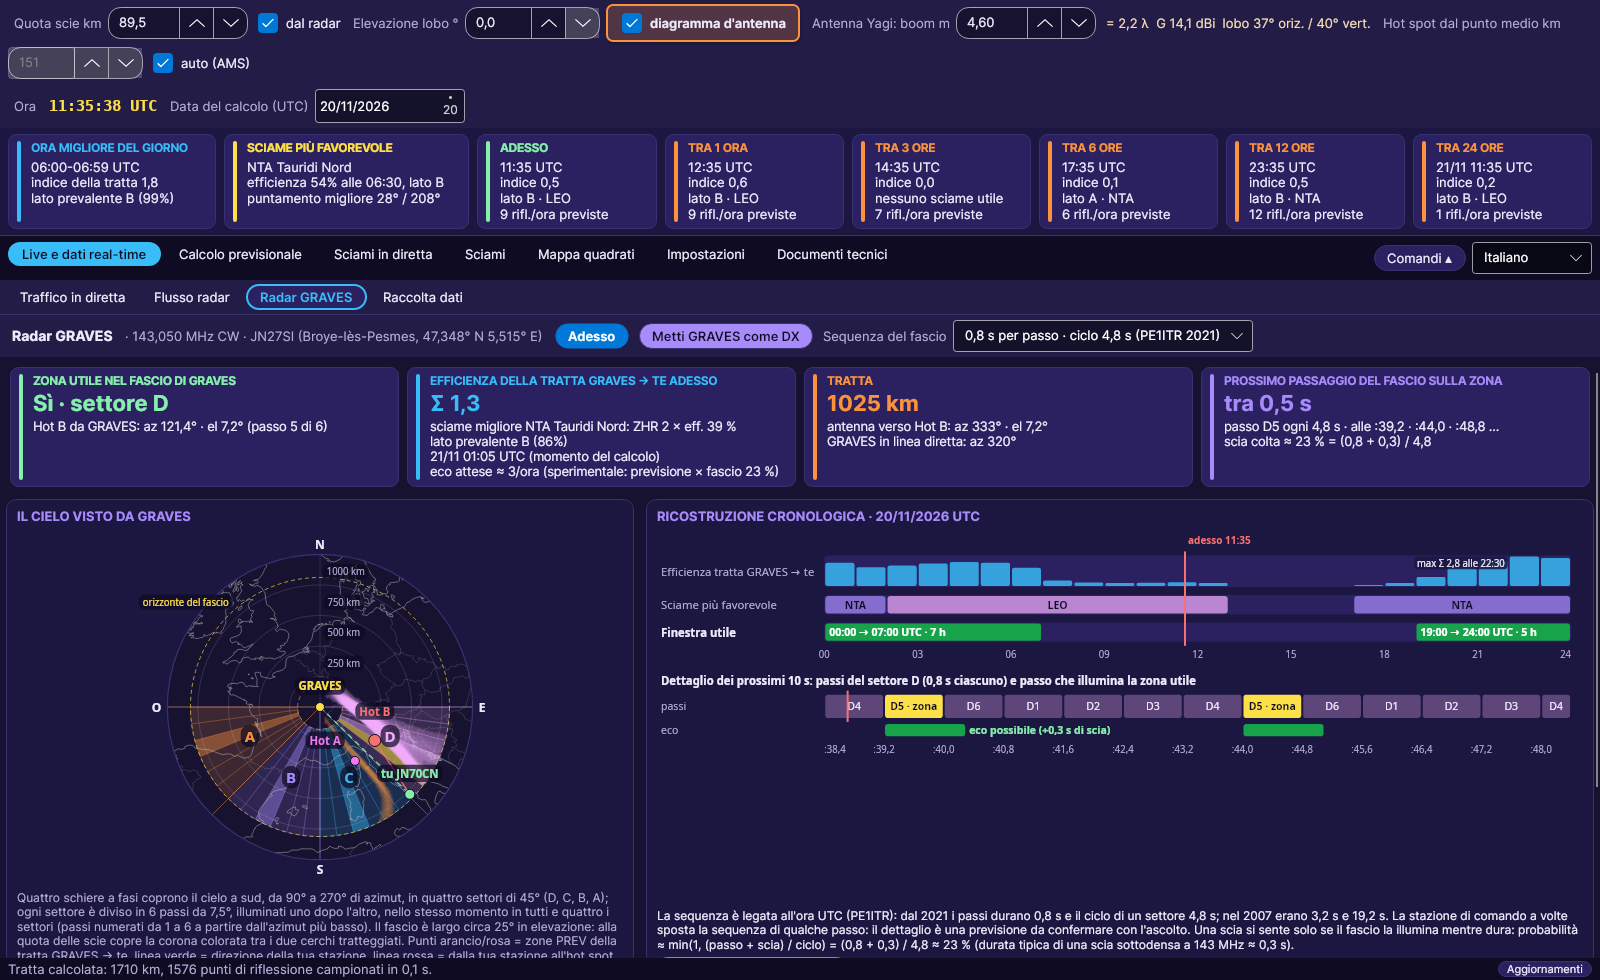 Quota scie km 89,5 dal radar Elevazione lobo ° 0,0 diagramma d'antenna Antenna Yagi: boom m 4,60 = 2,2 λ G 14,1 dBi lobo 37° oriz. / 40° vert. Hot spot dal punto medio km
151 auto (AMS)
Ora 11:35:38 UTC Data del calcolo (UTC) 20/11/2026 20
ORA MIGLIORE DEL GIORNO
06:00-06:59 UTC
indice della tratta 1,8
lato prevalente B (99%)
SCIAME PIÙ FAVOREVOLE
NTA Tauridi Nord
efficienza 54% alle 06:30, lato B
puntamento migliore 28° / 208°
ADESSO
11:35 UTC
indice 0,5
lato B · LEO
9 rifl./ora previste
TRA 1 ORA
12:35 UTC
indice 0,6
lato B · LEO
9 rifl./ora previste
TRA 3 ORE
14:35 UTC
indice 0,0
nessuno sciame utile
7 rifl./ora previste
TRA 6 ORE
17:35 UTC
indice 0,1
lato A · NTA
6 rifl./ora previste
TRA 12 ORE
23:35 UTC
indice 0,5
lato B · NTA
12 rifl./ora previste
TRA 24 ORE
21/11 11:35 UTC
indice 0,2
lato B · LEO
1 rifl./ora previste
Live e dati real-time Calcolo previsionale Sciami in diretta Sciami Mappa quadrati Impostazioni Documenti tecnici Comandi ▴ Italiano
Traffico in diretta Flusso radar Radar GRAVES Raccolta dati
Radar GRAVES · 143,050 MHz CW · JN27SI (Broye-lès-Pesmes, 47,348° N 5,515° E) Adesso Metti GRAVES come DX Sequenza del fascio 0,8 s per passo · ciclo 4,8 s (PE1ITR 2021)
ZONA UTILE NEL FASCIO DI GRAVES
Sì · settore D
Hot B da GRAVES: az 121,4° · el 7,2° (passo 5 di 6)
EFFICIENZA DELLA TRATTA GRAVES → TE ADESSO
Σ 1,3
sciame migliore NTA Tauridi Nord: ZHR 2 × eff. 39 %
lato prevalente B (86%)
21/11 01:05 UTC (momento del calcolo)
eco attese ≈ 3/ora (sperimentale: previsione × fascio 23 %)
TRATTA
1025 km
antenna verso Hot B: az 333° · el 7,2°
GRAVES in linea diretta: az 320°
PROSSIMO PASSAGGIO DEL FASCIO SULLA ZONA
tra 0,5 s
passo D5 ogni 4,8 s · alle :39,2 · :44,0 · :48,8 ...
scia colta ≈ 23 % = (0,8 + 0,3) / 4,8
IL CIELO VISTO DA GRAVES
N
1000 km
orizzonte del fascio 750 km
500 km
250 km
GRAVES
O E
Hot B
A Hot A D
B C tu JN70CN
S
Quattro schiere a fasi coprono il cielo a sud, da 90° a 270° di azimut, in quattro settori di 45° (D, C, B, A);
ogni settore è diviso in 6 passi da 7,5°, illuminati uno dopo l'altro, nello stesso momento in tutti e quattro i
settori (passi numerati da 1 a 6 a partire dall'azimut più basso). Il fascio è largo circa 25° in elevazione: alla
quota delle scie copre la corona colorata tra i due cerchi tratteggiati. Punti arancio/rosa = zone PREV della
tratta GRAVES → te, linea verde = direzione della tua stazione, linea rossa = dalla tua stazione all'hot spot
RICOSTRUZIONE CRONOLOGICA · 20/11/2026 UTC
adesso 11:35
Efficienza tratta GRAVES → te max Σ 2,8 alle 22:30
Sciame più favorevole NTA LEO NTA
Finestra utile 00:00 → 07:00 UTC · 7 h 19:00 → 24:00 UTC · 5 h
00 03 06 09 12 15 18 21 24
Dettaglio dei prossimi 10 s: passi del settore D (0,8 s ciascuno) e passo che illumina la zona utile
passi D4 D5 · zona D6 D1 D2 D3 D4 D5 · zona D6 D1 D2 D3 D4
eco eco possibile (+0,3 s di scia)
:38,4 :39,2 :40,0 :40,8 :41,6 :42,4 :43,2 :44,0 :44,8 :45,6 :46,4 :47,2 :48,0
La sequenza è legata all'ora UTC (PE1ITR): dal 2021 i passi durano 0,8 s e il ciclo di un settore 4,8 s; nel 2007 erano 3,2 s e 19,2 s. La stazione di comando a volte
sposta la sequenza di qualche passo: il dettaglio è una previsione da confermare con l'ascolto. Una scia si sente solo se il fascio la illumina mentre dura: probabilità
≈ min(1, (passo + scia) / ciclo) = (0,8 + 0,3) / 4,8 ≈ 23 % (durata tipica di una scia sottodensa a 143 MHz ≈ 0,3 s).
Tratta calcolata: 1710 km, 1576 punti di riflessione campionati in 0,1 s. Aggiornamenti